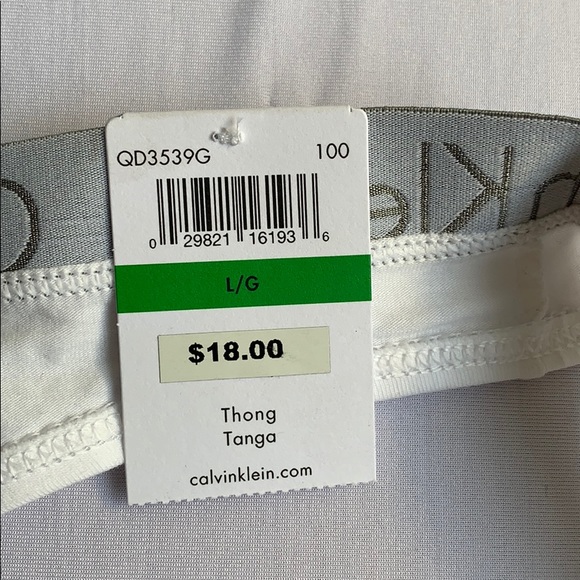 QD3539G 100
0 29821 16193 6
L/G
$18.00
Thong
Tanga
calvinklein.com